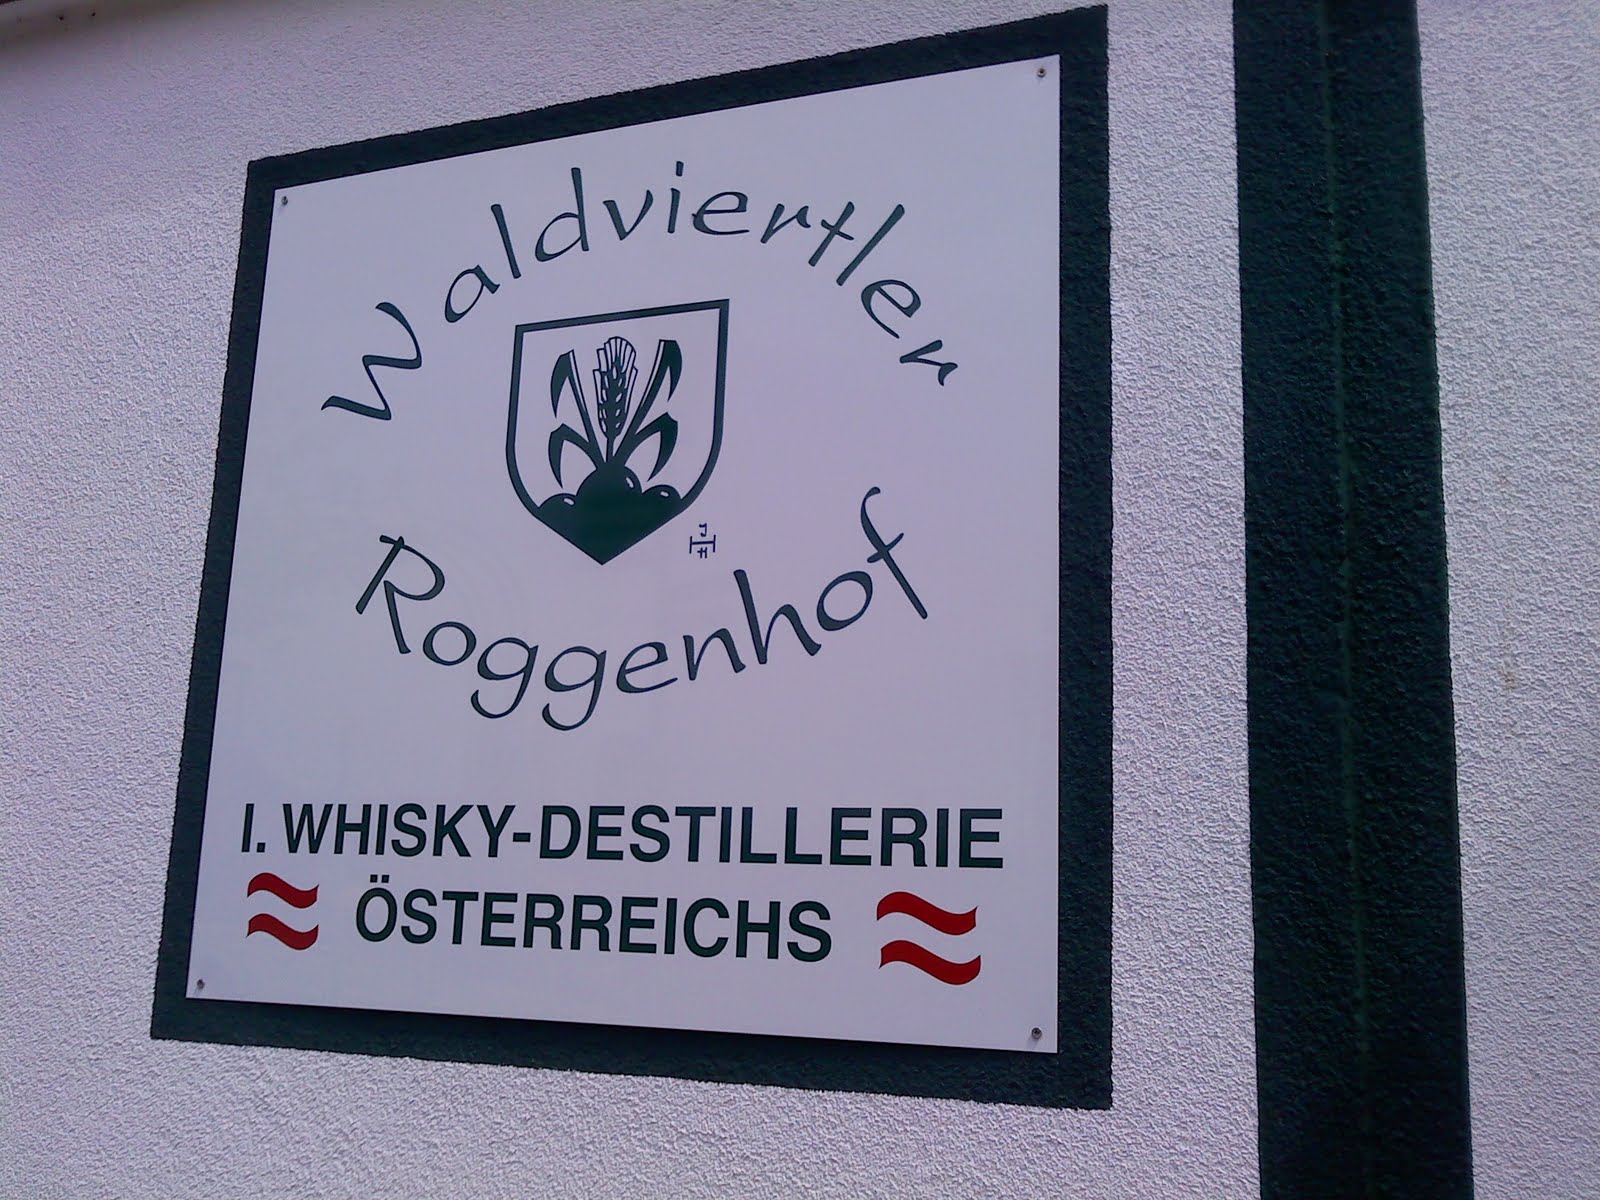 Waldviertler
Roggenhof
I. WHISKY-DESTILLERIE
ÖSTERREICHS